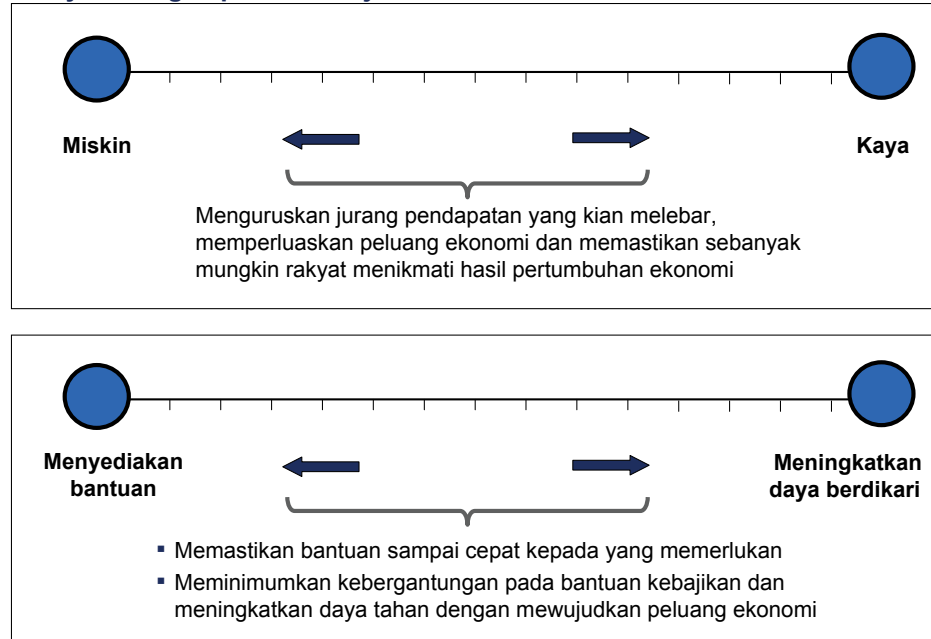 Miskin
Kaya
Menguruskan jurang pendapatan yang kian melebar,
memperluaskan peluang ekonomi dan memastikan sebanyak
mungkin rakyat menikmati hasil pertumbuhan ekonomi
Menyediakan
bantuan
Meningkatkan
daya berdikari
▪ Memastikan bantuan sampai cepat kepada yang memerlukan
▪ Meminimumkan kebergantungan pada bantuan kebajikan dan
meningkatkan daya tahan dengan mewujudkan peluang ekonomi